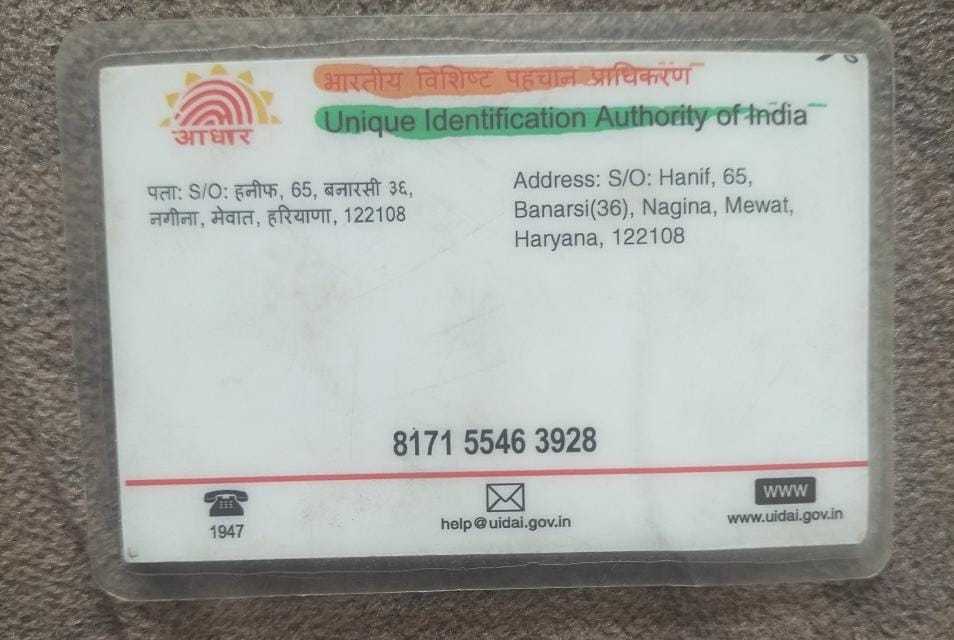 भारतीय विशिष्ट पहचान प्राधिकरण
आधार
Unique Identification Authority of India
पता: S/O: हनीफ, 65, बनारसी ३६,
नगीना, मेवात, हरियाणा, 122108
Address: S/O: Hanif, 65,
Banarsi(36), Nagina, Mewat,
Haryana, 122108
8171 5546 3928
1947
help@uidai.gov.in
www
www.uidai.gov.in